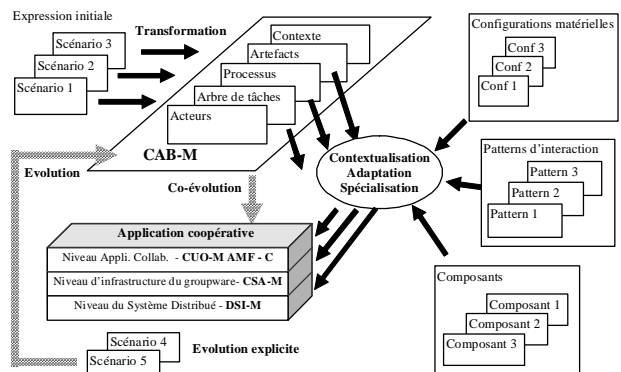 Expression initiale
Scénario 3
Scénario 2
Scénario 1
Transformation
Contexte
Artefacts
Processus
Arbre de tâches
Acteurs
CAB-M
Configurations matérielles
Conf 3
Conf 2
Conf 1
Contextualisation
Adaptation
Spécialisation
Patterns d'interaction
Pattern 3
Pattern 2
Pattern 1
Evolution
Co-évolution
Application coopérative
Niveau Appli. Collab. - CUO-M AMF - C
Niveau d'infrastructure du groupware- CSA-M
Niveau du Système Distribué - DSI-M
Composants
Composant 1
Composant 2
Composant 3
Scénario 4
Scénario 5
Evolution explicite